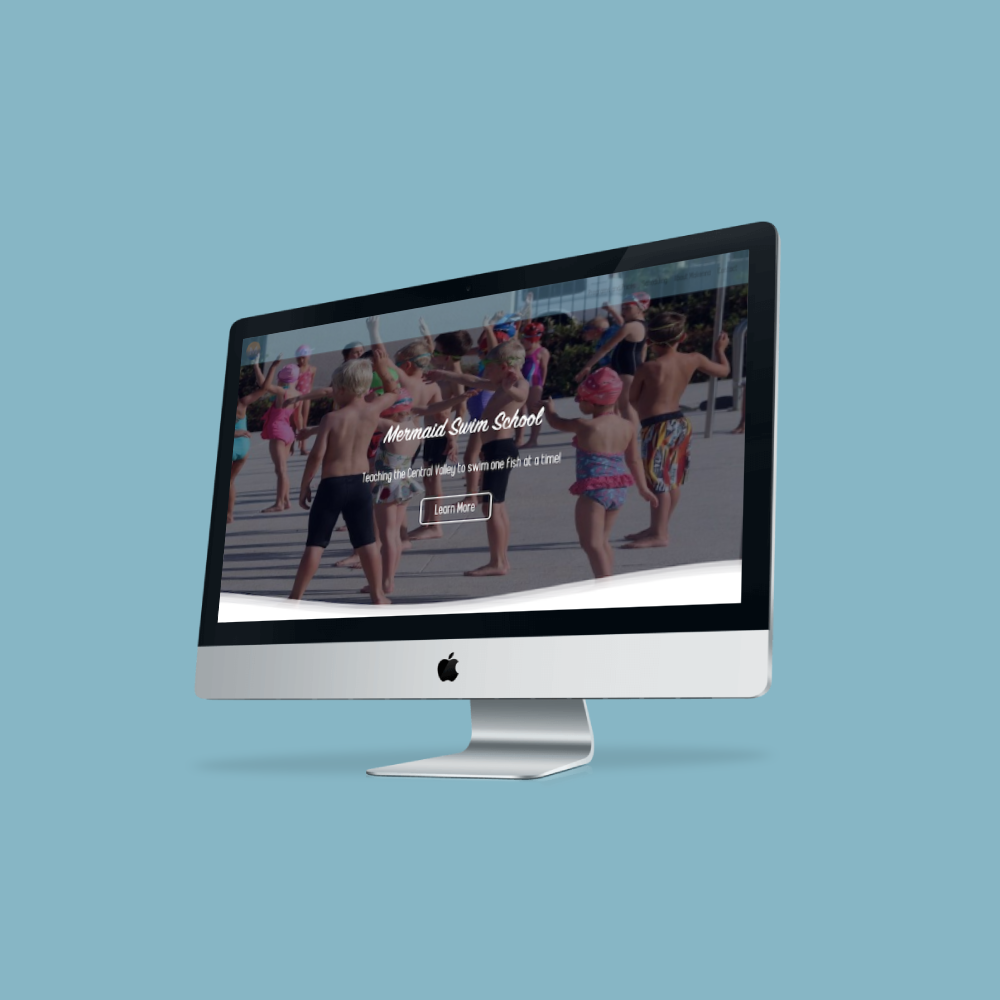 Mermaid Swim School
Teaching the Central Valley to swim one fish at a time!
Learn More